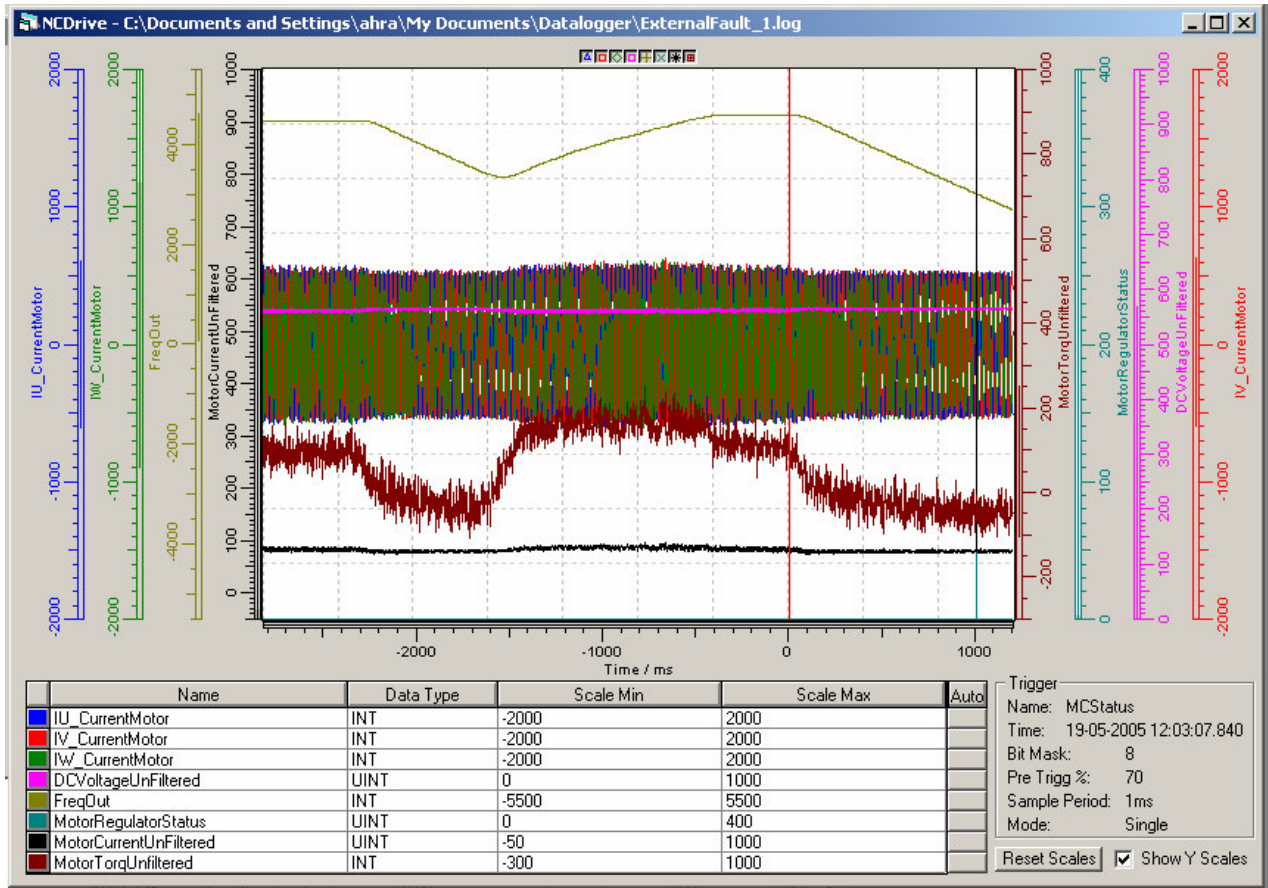 NCDrive - C:\Documents and Settings\ahra\My Documents\Datalogger\ExternalFault_1.log
2000
1000
0
-1000
-2000
IU_CurrentMotor
2000
1000
0
-1000
-2000
IW_CurrentMotor
4000
2000
0
-2000
-4000
FreqOut
1000
900
800
700
600
500
400
300
200
100
0
MotorCurrentUnFiltered
1000
800
600
400
200
0
-200
MotorTorqUnfiltered
400
300
200
100
0
MotorRegulatorStatus
1000
900
800
700
600
500
400
300
200
100
0
DCVoltageUnFiltered
2000
1000
0
-1000
-2000
IV_CurrentMotor
-2000 -1000 0 1000
Time / ms
Name Data Type Scale Min Scale Max Auto
IU_CurrentMotor INT -2000 2000
IV_CurrentMotor INT -2000 2000
IW_CurrentMotor INT -2000 2000
DCVoltageUnFiltered UINT 0 1000
FreqOut INT -5500 5500
MotorRegulatorStatus UINT 0 400
MotorCurrentUnFiltered UINT -50 1000
MotorTorqUnfiltered INT -300 1000
Trigger
Name: MCStatus
Time: 19-05-2005 12:03:07.840
Bit Mask: 8
Pre Trigg %: 70
Sample Period: 1ms
Mode: Single
Reset Scales Show Y Scales